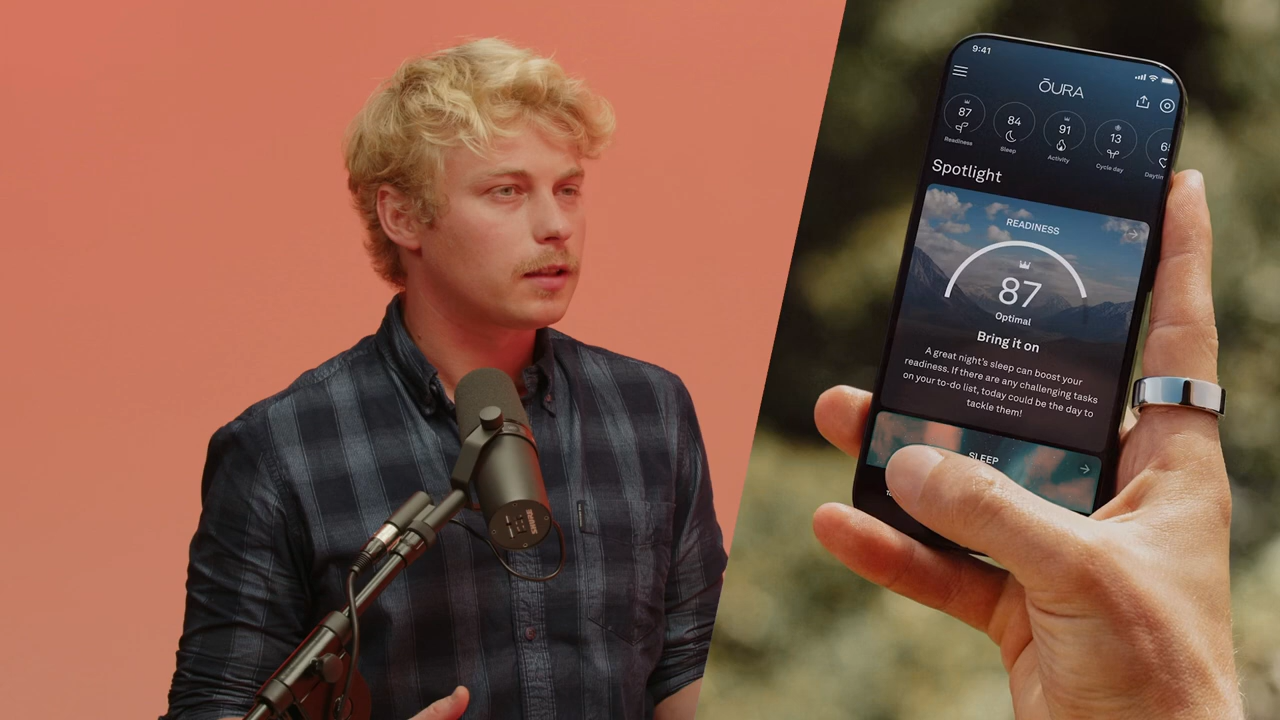 9:41
ŌURA
87
84
91
13
Readiness
Sleep
Activity
Cycle day
Spotlight
READINESS
87
Optimal
Bring it on
A great night's sleep can boost your
readiness. If there are any challenging tasks
on your to-do list, today could be the day to
tackle them!
SLEEP